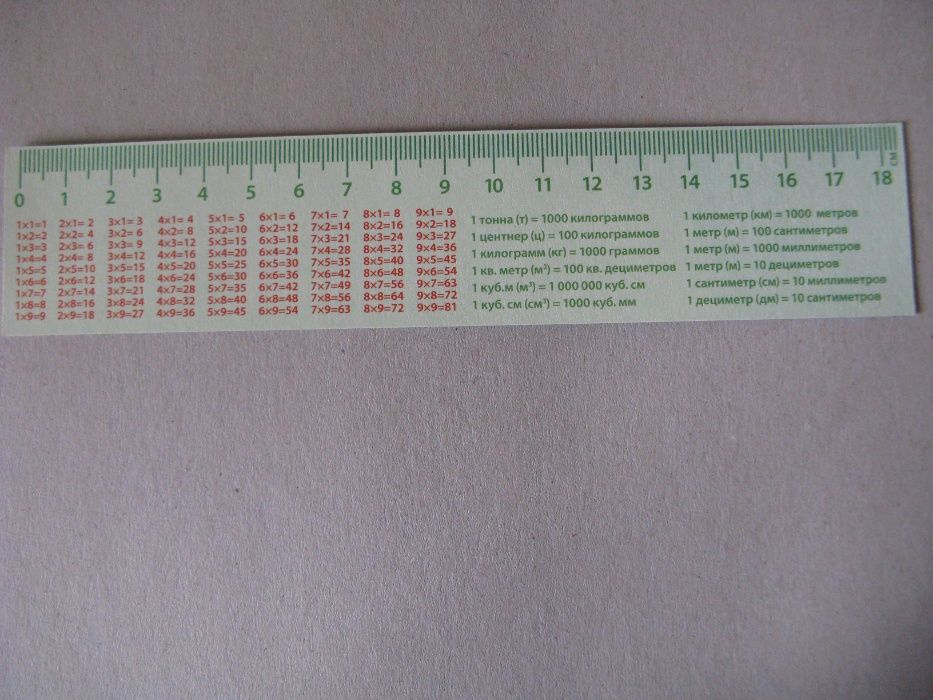 см
0 1 2 3 4 5 6 7 8 9 10 11 12 13 14 15 16 17 18
1×1=1 2×1= 2 3×1= 3 4×1= 4 5×1= 5 6×1= 6 7×1= 7 8×1= 8 9×1= 9
1×2=2 2×2= 4 3×2= 6 4×2= 8 5×2=10 6×2=12 7×2=14 8×2=16 9×2=18
1×3=3 2×3= 6 3×3= 9 4×3=12 5×3=15 6×3=18 7×3=21 8×3=24 9×3=27
1×4=4 2×4= 8 3×4=12 4×4=16 5×4=20 6×4=24 7×4=28 8×4=32 9×4=36
1×5=5 2×5=10 3×5=15 4×5=20 5×5=25 6×5=30 7×5=35 8×5=40 9×5=45
1×6=6 2×6=12 3×6=18 4×6=24 5×6=30 6×6=36 7×6=42 8×6=48 9×6=54
1×7=7 2×7=14 3×7=21 4×7=28 5×7=35 6×7=42 7×7=49 8×7=56 9×7=63
1×8=8 2×8=16 3×8=24 4×8=32 5×8=40 6×8=48 7×8=56 8×8=64 9×8=72
1×9=9 2×9=18 3×9=27 4×9=36 5×9=45 6×9=54 7×9=63 8×9=72 9×9=81
1 тонна (т) = 1000 килограммов
1 центнер (ц) = 100 килограммов
1 килограмм (кг) = 1000 граммов
1 кв. метр (м²) = 100 кв. дециметров
1 куб.м (м³) = 1 000 000 куб. см
1 куб. см (см³) = 1000 куб. мм
1 километр (км) = 1000 метров
1 метр (м) = 100 сантиметров
1 метр (м) = 1000 миллиметров
1 метр (м) = 10 дециметров
1 сантиметр (см) = 10 миллиметров
1 дециметр (дм) = 10 сантиметров